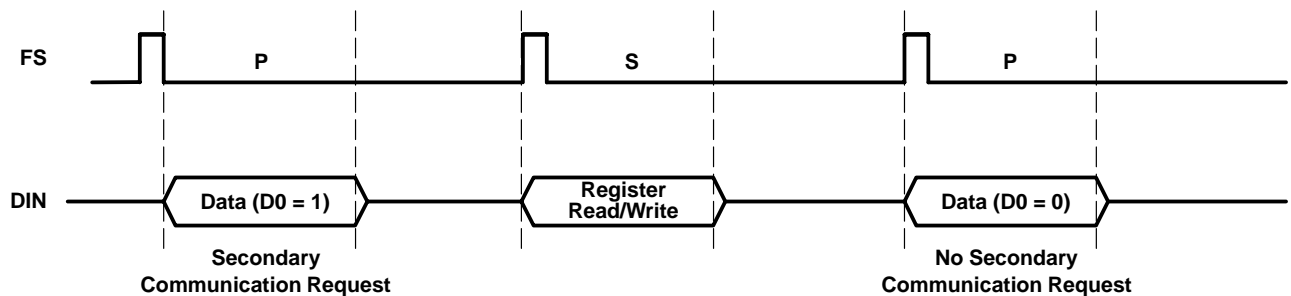 FS
P
S
P
DIN
Data (D0 = 1)
Register
Read/Write
Data (D0 = 0)
Secondary
Communication Request
No Secondary
Communication Request